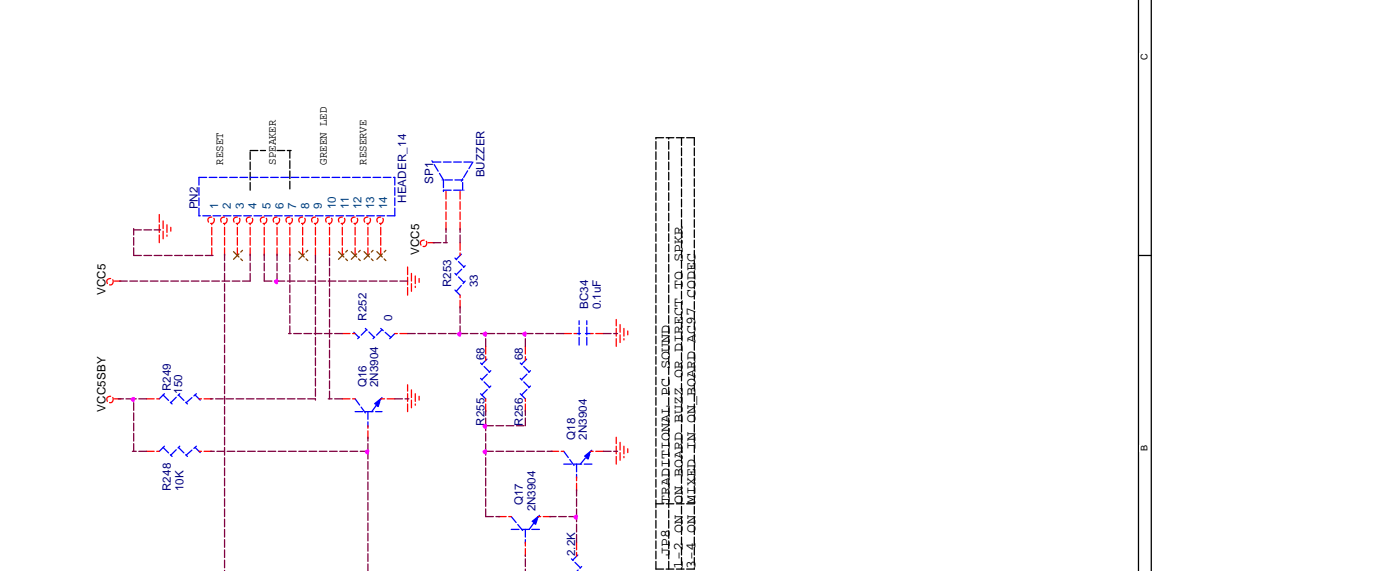 C
B
RESET
SPEAKER
GREEN LED
RESERVE
PN2
HEADER_14
1
2
3
4
5
6
7
8
9
10
11
12
13
14
SP1
BUZZER
VCC5
R253
33
VCC5
R252
0
BC34
0.1uF
VCC5SBY
R249
150
R248
10K
Q16
2N3904
R255
68
R256
68
Q18
2N3904
Q17
2N3904
2.2K
JP8 TRADITIONAL PC SOUND
1-2 ON ON BOARD BUZZ OR DIRECT TO SPKR
3-4 ON MIXED IN ON_BOARD AC97 CODEC